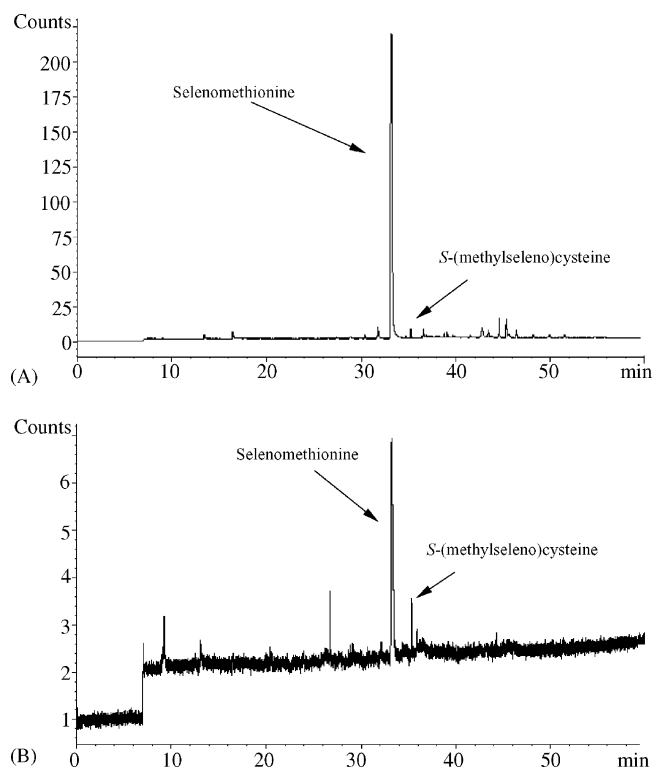 Counts
200
175
150
125
100
75
50
25
0
Selenomethionine
S-(methylseleno)cysteine
0 10 20 30 40 50 min
(A)
Counts
6
5
4
3
2
1
Selenomethionine
S-(methylseleno)cysteine
0 10 20 30 40 50 min
(B)